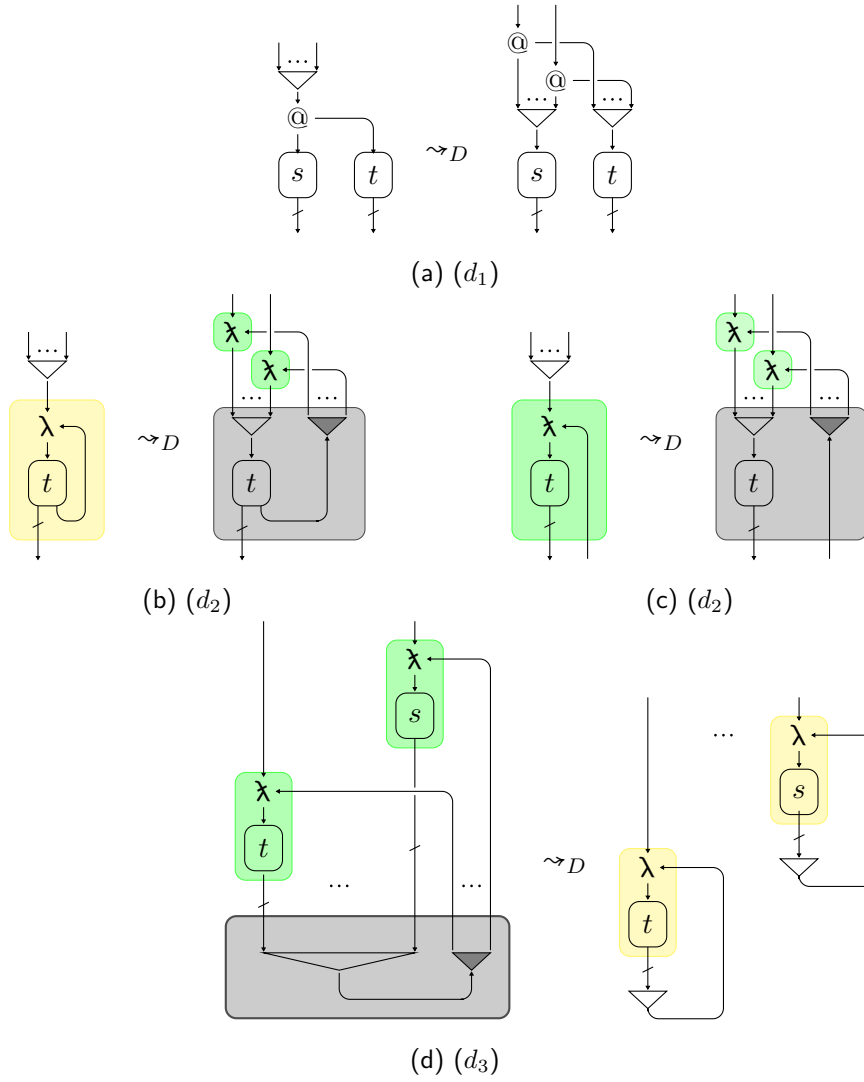 ...
@
s
t
⇝D
@
@
... ...
s
t
(a) (d₁)
...
λ
t
⇝D
ƛ
ƛ
... ...
t
(b) (d₂)
...
ƛ
t
⇝D
ƛ
ƛ
... ...
t
(c) (d₂)
ƛ
s
ƛ
t
... ...
⇝D
...
λ
s
λ
t
(d) (d₃)